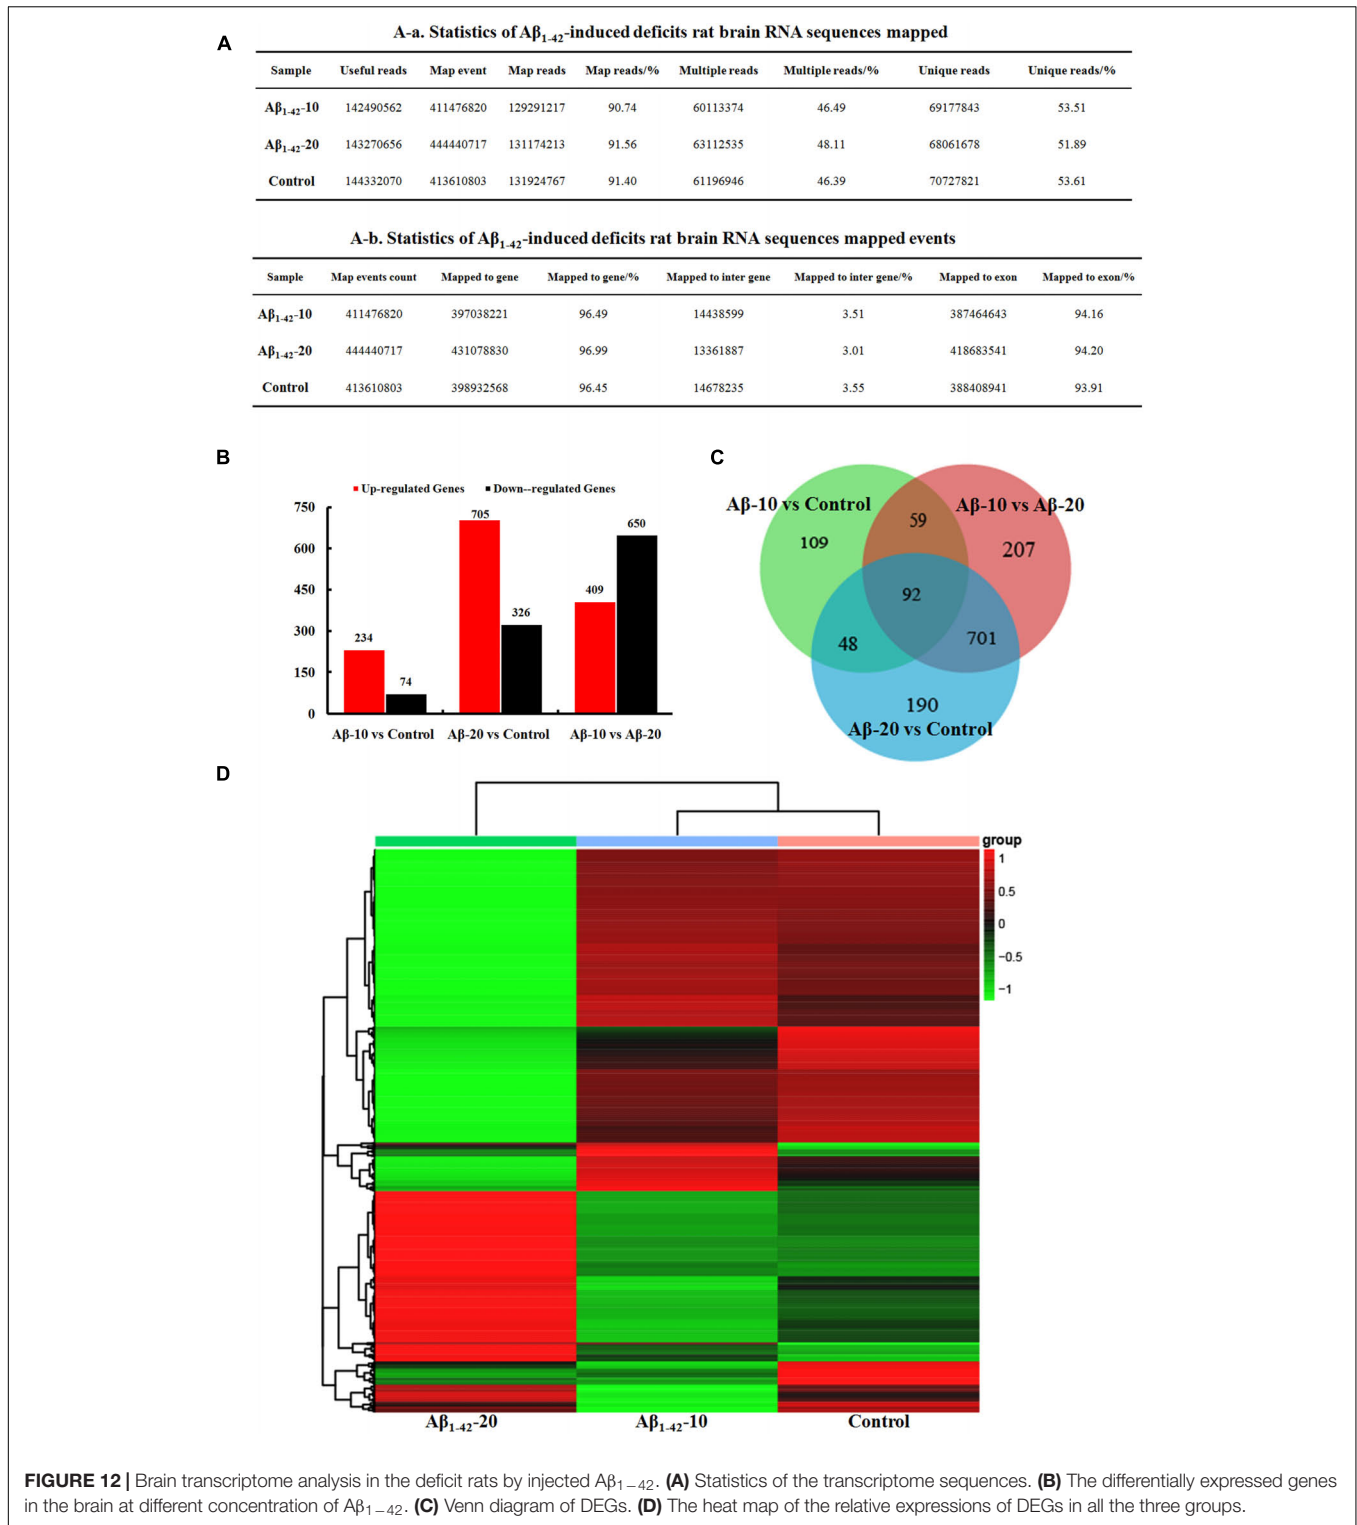 A
A-a. Statistics of Aβ1-42-induced deficits rat brain RNA sequences mapped
Sample Useful reads Map event Map reads Map reads/% Multiple reads Multiple reads/% Unique reads Unique reads/%
Aβ1-42-10 142490562 411476820 129291217 90.74 60113374 46.49 69177843 53.51
Aβ1-42-20 143270656 444440717 131174213 91.56 63112535 48.11 68061678 51.89
Control 144332070 413610803 131924767 91.40 61196946 46.39 70727821 53.61
A-b. Statistics of Aβ1-42-induced deficits rat brain RNA sequences mapped events
Sample Map events count Mapped to gene Mapped to gene/% Mapped to inter gene Mapped to inter gene/% Mapped to exon Mapped to exon/%
Aβ1-42-10 411476820 397038221 96.49 14438599 3.51 387464643 94.16
Aβ1-42-20 444440717 431078830 96.99 13361887 3.01 418683541 94.20
Control 413610803 398932568 96.45 14678235 3.55 388408941 93.91
B
Up-regulated Genes Down--regulated Genes
750
600
450
300
150
0
234
74
705
326
409
650
Aβ-10 vs Control Aβ-20 vs Control Aβ-10 vs Aβ-20
C
Aβ-10 vs Control
Aβ-10 vs Aβ-20
59
109
207
92
48
701
190
Aβ-20 vs Control
D
group
1
0.5
0
−0.5
−1
Aβ1-42-20 Aβ1-42-10 Control
FIGURE 12 | Brain transcriptome analysis in the deficit rats by injected Aβ1−42. (A) Statistics of the transcriptome sequences. (B) The differentially expressed genes
in the brain at different concentration of Aβ1−42. (C) Venn diagram of DEGs. (D) The heat map of the relative expressions of DEGs in all the three groups.